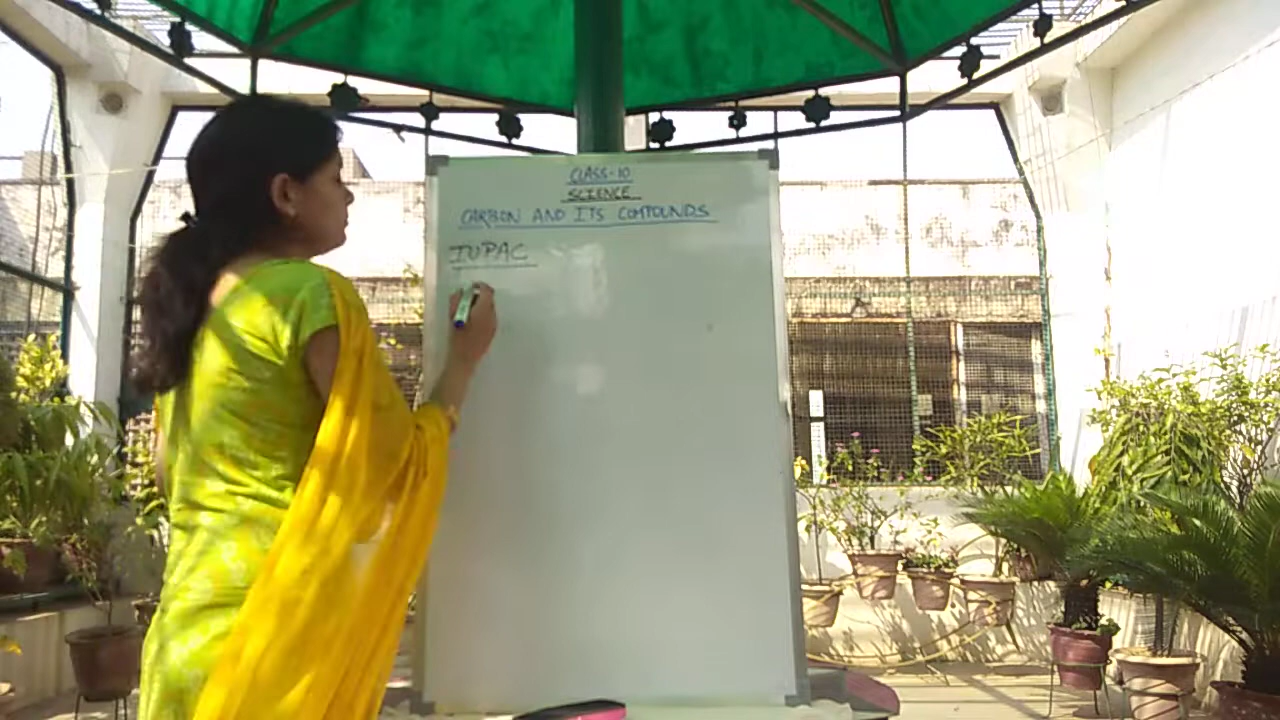 CLASS-10
SCIENCE
CARBON AND ITS COMPOUNDS
IUPAC